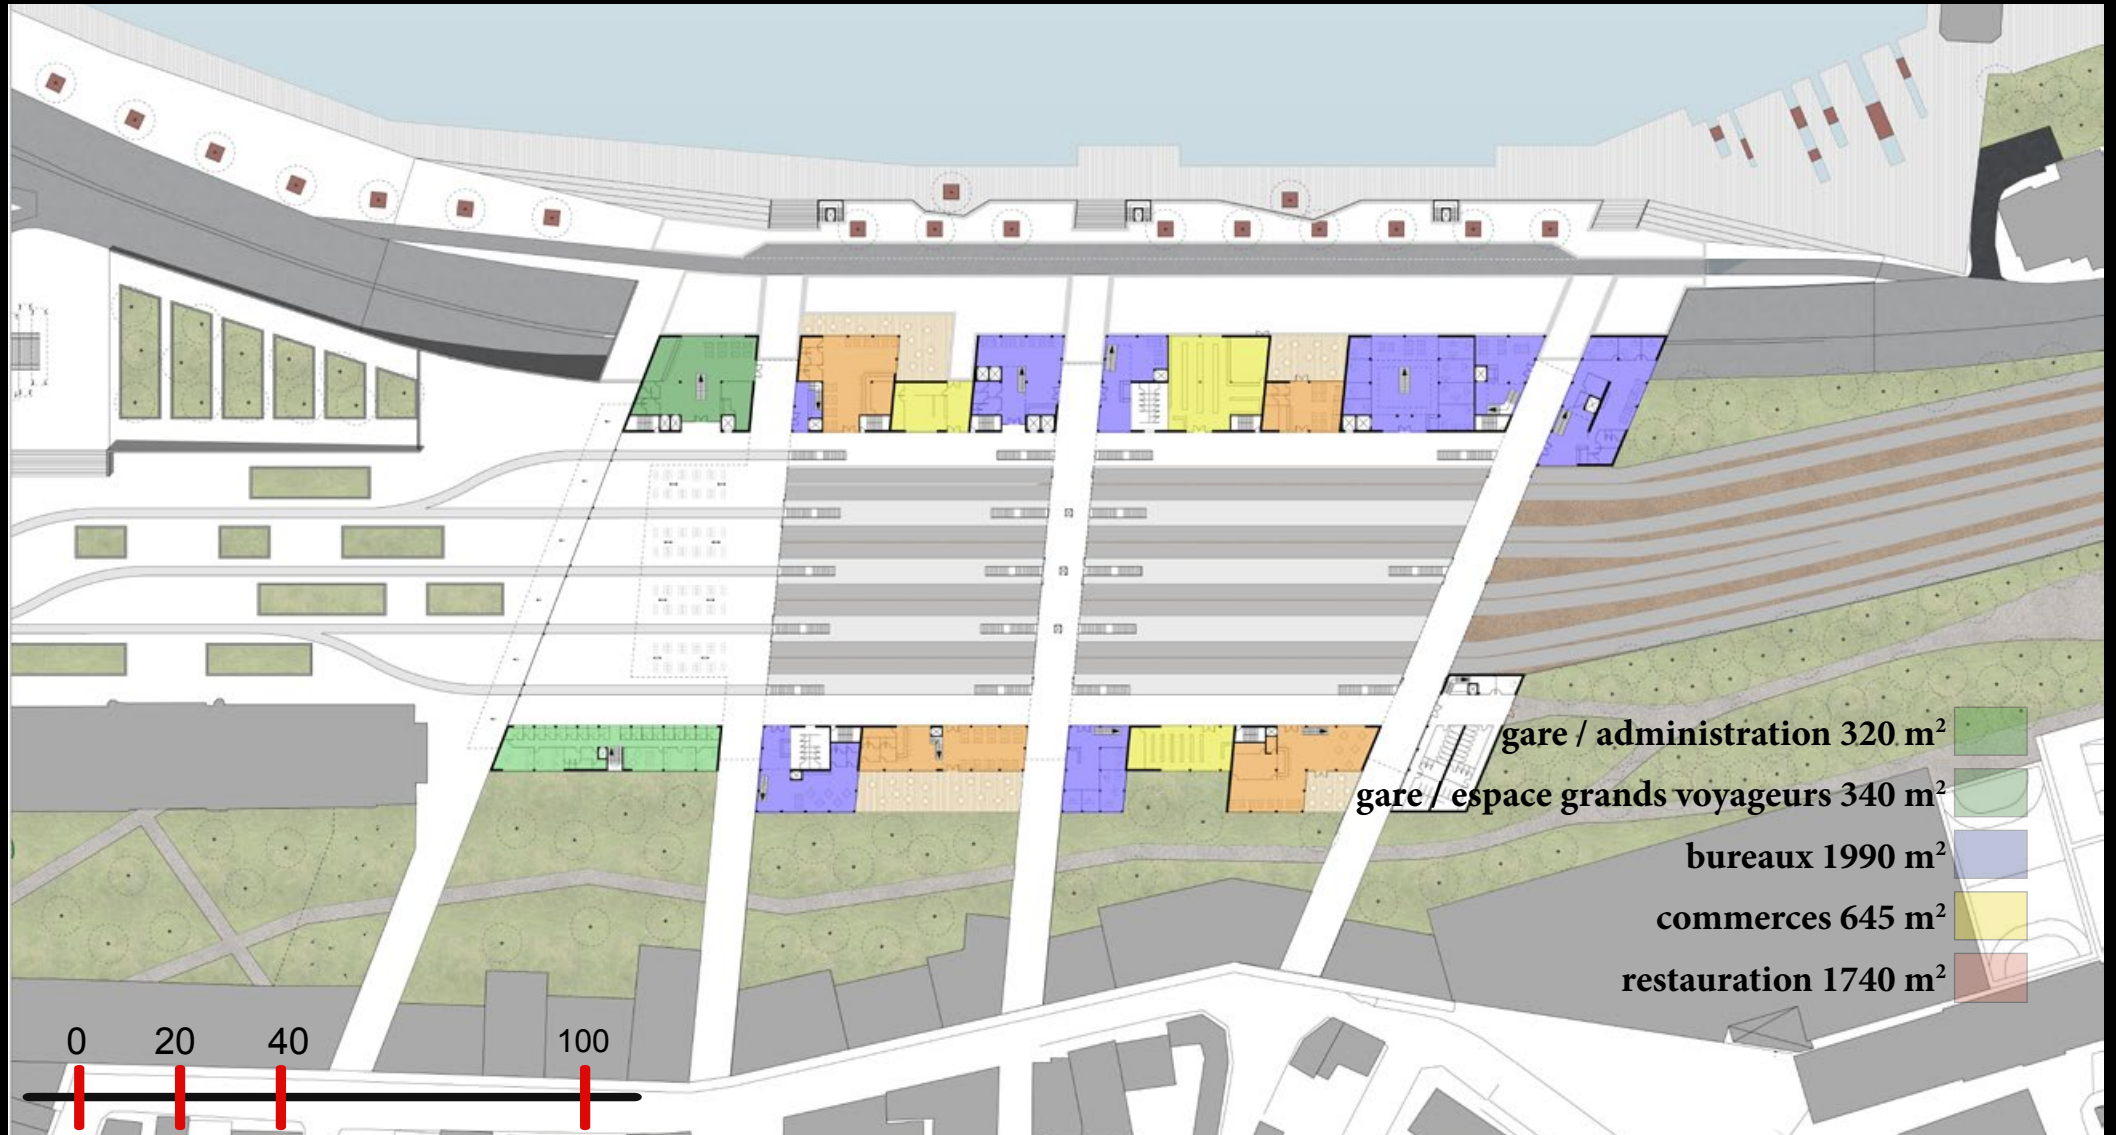 gare / administration 320 m²
gare / espace grands voyageurs 340 m²
bureaux 1990 m²
commerces 645 m²
restauration 1740 m²
0 20 40 100